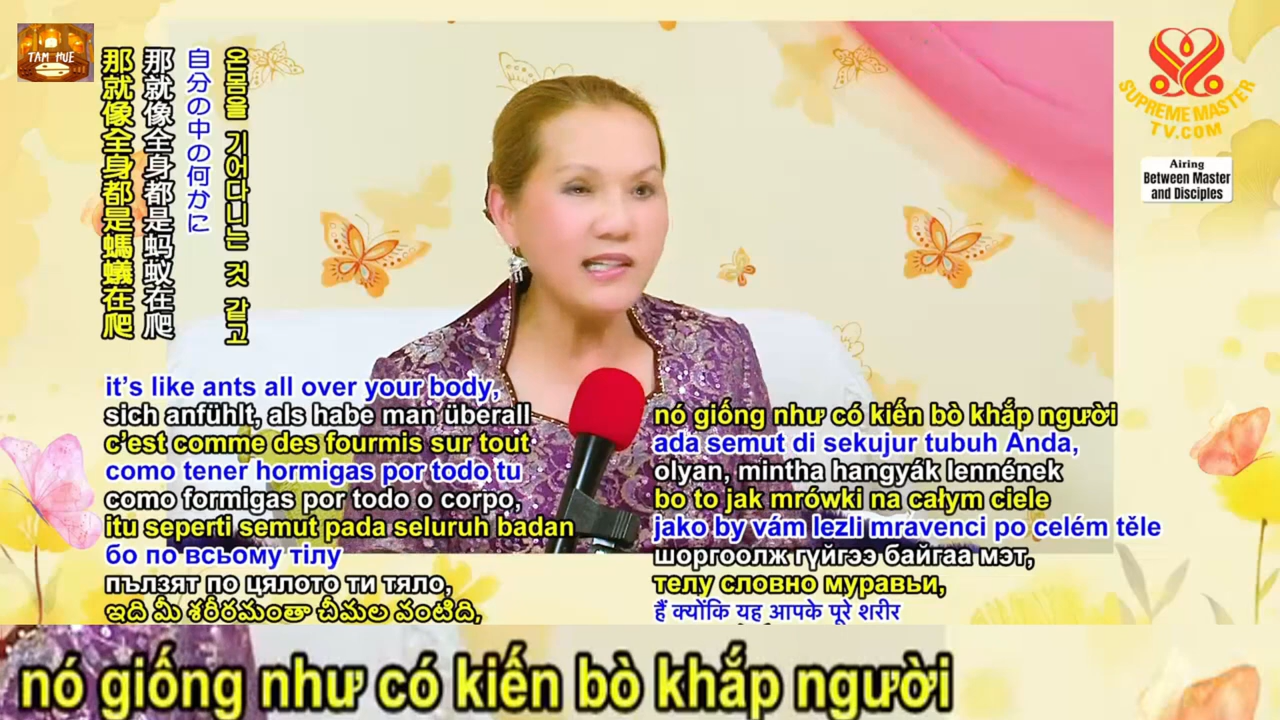 TAM HUE
那就像全身都是螞蟻在爬
那就像全身都是蚂蚁在爬
自分の中の何かに
온몸을 기어다니는 것 같고
SUPREME MASTER
TV.COM
Airing
Between Master
and Disciples
it's like ants all over your body,
sich anfühlt, als habe man überall
c'est comme des fourmis sur tout
como tener hormigas por todo tu
como formigas por todo o corpo,
itu seperti semut pada seluruh badan
бо по всьому тілу
пълзят по цялото ти тяло,
ఇది మీ శరీరమంతా చీమల వంటిది,
nó giống như có kiến bò khắp người
ada semut di sekujur tubuh Anda,
olyan, mintha hangyák lennének
bo to jak mrówki na całym ciele
jako by vám lezli mravenci po celém těle
шоргоолж гүйгээ байгаа мэт,
телу словно муравьи,
हैं क्योंकि यह आपके पूरे शरीर
nó giống như có kiến bò khắp người